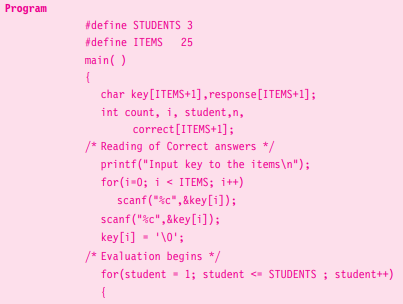 Program
#define STUDENTS 3
#define ITEMS 25
main( )
{
char key[ITEMS+1],response[ITEMS+1];
int count, i, student,n,
correct[ITEMS+1];
/* Reading of Correct answers */
printf("Input key to the items\n");
for(i=0; i < ITEMS; i++)
scanf("%c",&key[i]);
scanf("%c",&key[i]);
key[i] = '\0';
/* Evaluation begins */
for(student = 1; student <= STUDENTS ; student++)
{